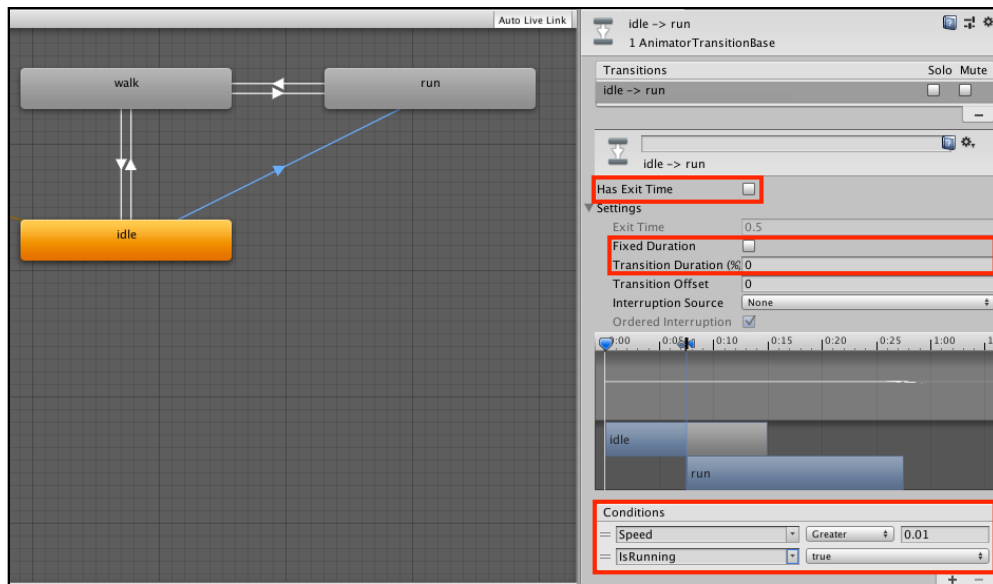 Auto Live Link
walk
run
idle
idle -> run
1 AnimatorTransitionBase
Transitions
Solo Mute
idle -> run
idle -> run
Has Exit Time
Settings
Exit Time 0.5
Fixed Duration
Transition Duration (% 0
Transition Offset 0
Interruption Source None
Ordered Interruption
0:05 0:10 0:15 0:20 0:25 1:00
idle
run
Conditions
Speed Greater 0.01
IsRunning true